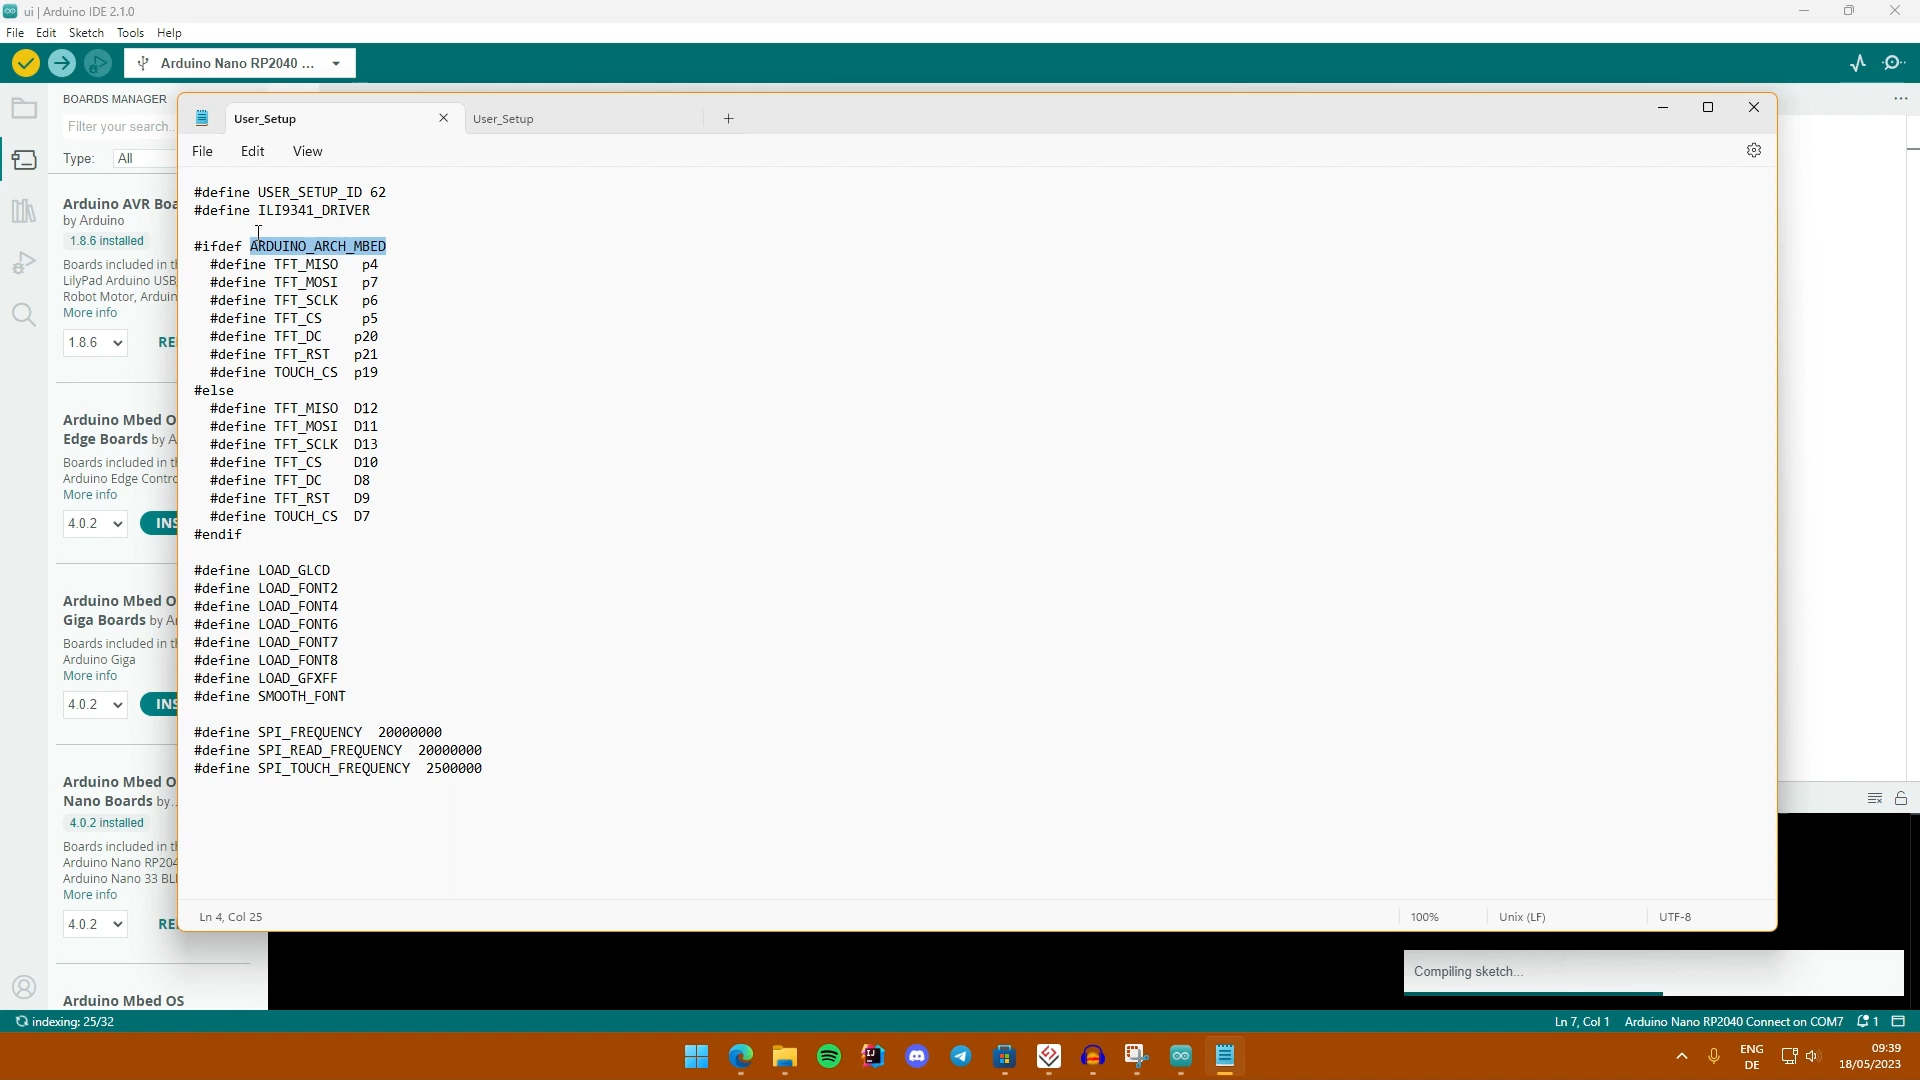 ui | Arduino IDE 2.1.0
File Edit Sketch Tools Help
Arduino Nano RP2040 ...
BOARDS MANAGER
Filter your search...
Type: All
Arduino AVR Boa
by Arduino
1.8.6 installed
Boards included in th
LilyPad Arduino USB
Robot Motor, Arduin
More info
1.8.6 RE
Arduino Mbed O
Edge Boards by A
Boards included in th
Arduino Edge Contro
More info
4.0.2 INS
Arduino Mbed O
Giga Boards by A
Boards included in th
Arduino Giga
More info
4.0.2 INS
Arduino Mbed O
Nano Boards by...
4.0.2 installed
Boards included in th
Arduino Nano RP204
Arduino Nano 33 BL
More info
4.0.2 RE
Arduino Mbed OS
User_Setup User_Setup
File Edit View
#define USER_SETUP_ID 62
#define ILI9341_DRIVER
#ifdef ARDUINO_ARCH_MBED
#define TFT_MISO p4
#define TFT_MOSI p7
#define TFT_SCLK p6
#define TFT_CS p5
#define TFT_DC p20
#define TFT_RST p21
#define TOUCH_CS p19
#else
#define TFT_MISO D12
#define TFT_MOSI D11
#define TFT_SCLK D13
#define TFT_CS D10
#define TFT_DC D8
#define TFT_RST D9
#define TOUCH_CS D7
#endif
#define LOAD_GLCD
#define LOAD_FONT2
#define LOAD_FONT4
#define LOAD_FONT6
#define LOAD_FONT7
#define LOAD_FONT8
#define LOAD_GFXFF
#define SMOOTH_FONT
#define SPI_FREQUENCY 20000000
#define SPI_READ_FREQUENCY 20000000
#define SPI_TOUCH_FREQUENCY 2500000
Ln 4, Col 25 100% Unix (LF) UTF-8
Compiling sketch...
indexing: 25/32 Ln 7, Col 1 Arduino Nano RP2040 Connect on COM7 1
ENG
DE
09:39
18/05/2023